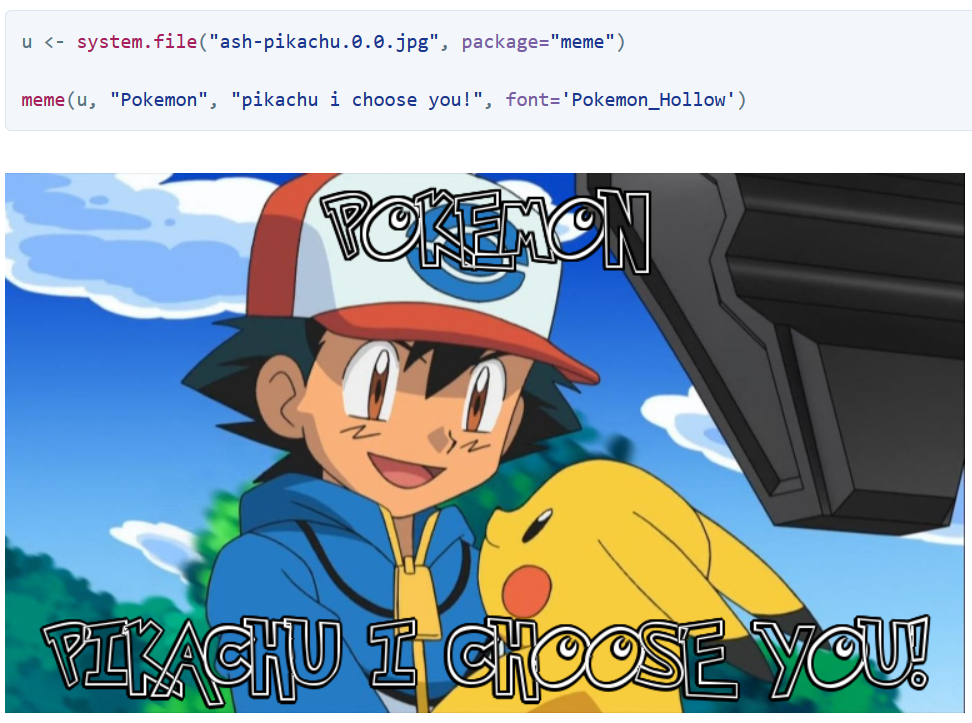 u <- system.file("ash-pikachu.0.0.jpg", package="meme")
meme(u, "Pokemon", "pikachu i choose you!", font='Pokemon_Hollow')
POKEMON
PIKACHU I CHOOSE YOU!